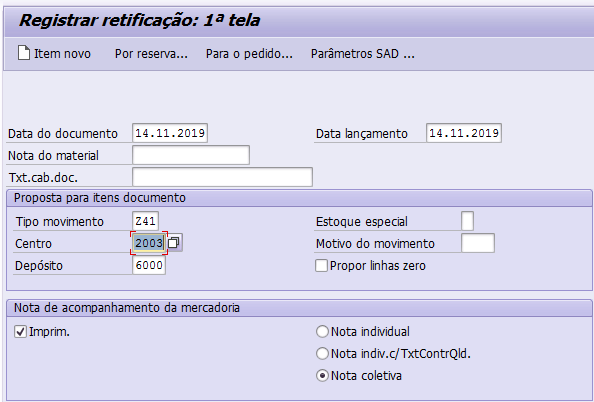 Registrar retificação: 1ª tela
Item novo Por reserva... Para o pedido... Parâmetros SAD ...
Data do documento 14.11.2019 Data lançamento 14.11.2019
Nota do material
Txt.cab.doc.
Proposta para itens documento
Tipo movimento Z41 Estoque especial
Centro 2003 Motivo do movimento
Depósito 6000 Propor linhas zero
Nota de acompanhamento da mercadoria
Imprim. Nota individual
Nota indiv.c/TxtContrQld.
Nota coletiva